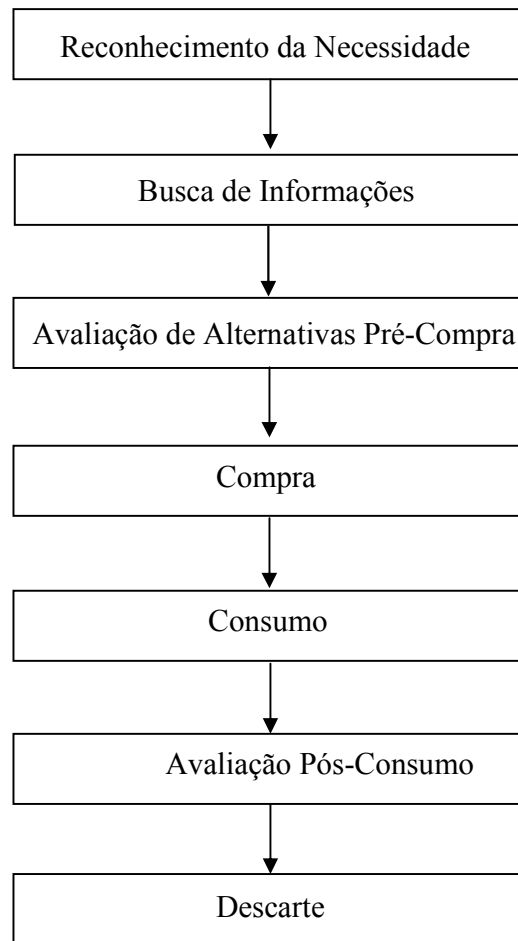 Reconhecimento da Necessidade
Busca de Informações
Avaliação de Alternativas Pré-Compra
Compra
Consumo
Avaliação Pós-Consumo
Descarte